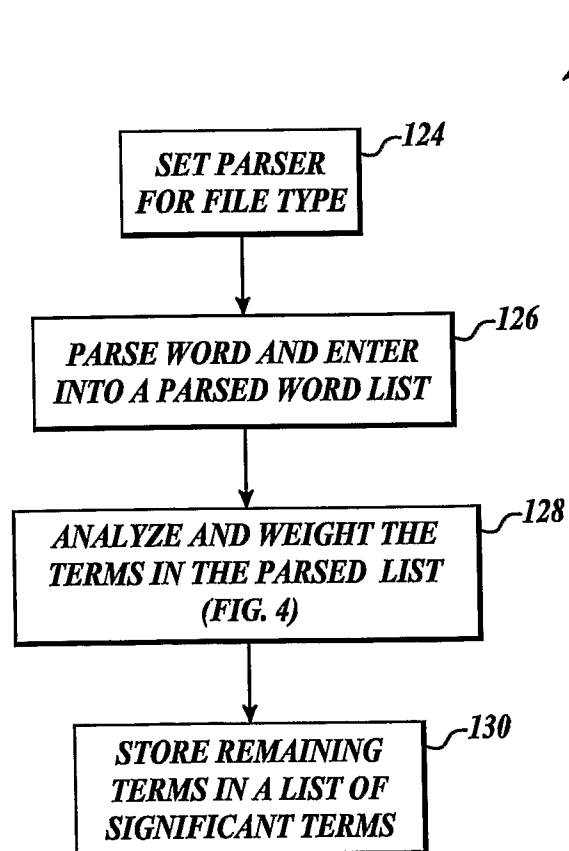 124
SET PARSER
FOR FILE TYPE
126
PARSE WORD AND ENTER
INTO A PARSED WORD LIST
128
ANALYZE AND WEIGHT THE
TERMS IN THE PARSED LIST
(FIG. 4)
130
STORE REMAINING
TERMS IN A LIST OF
SIGNIFICANT TERMS